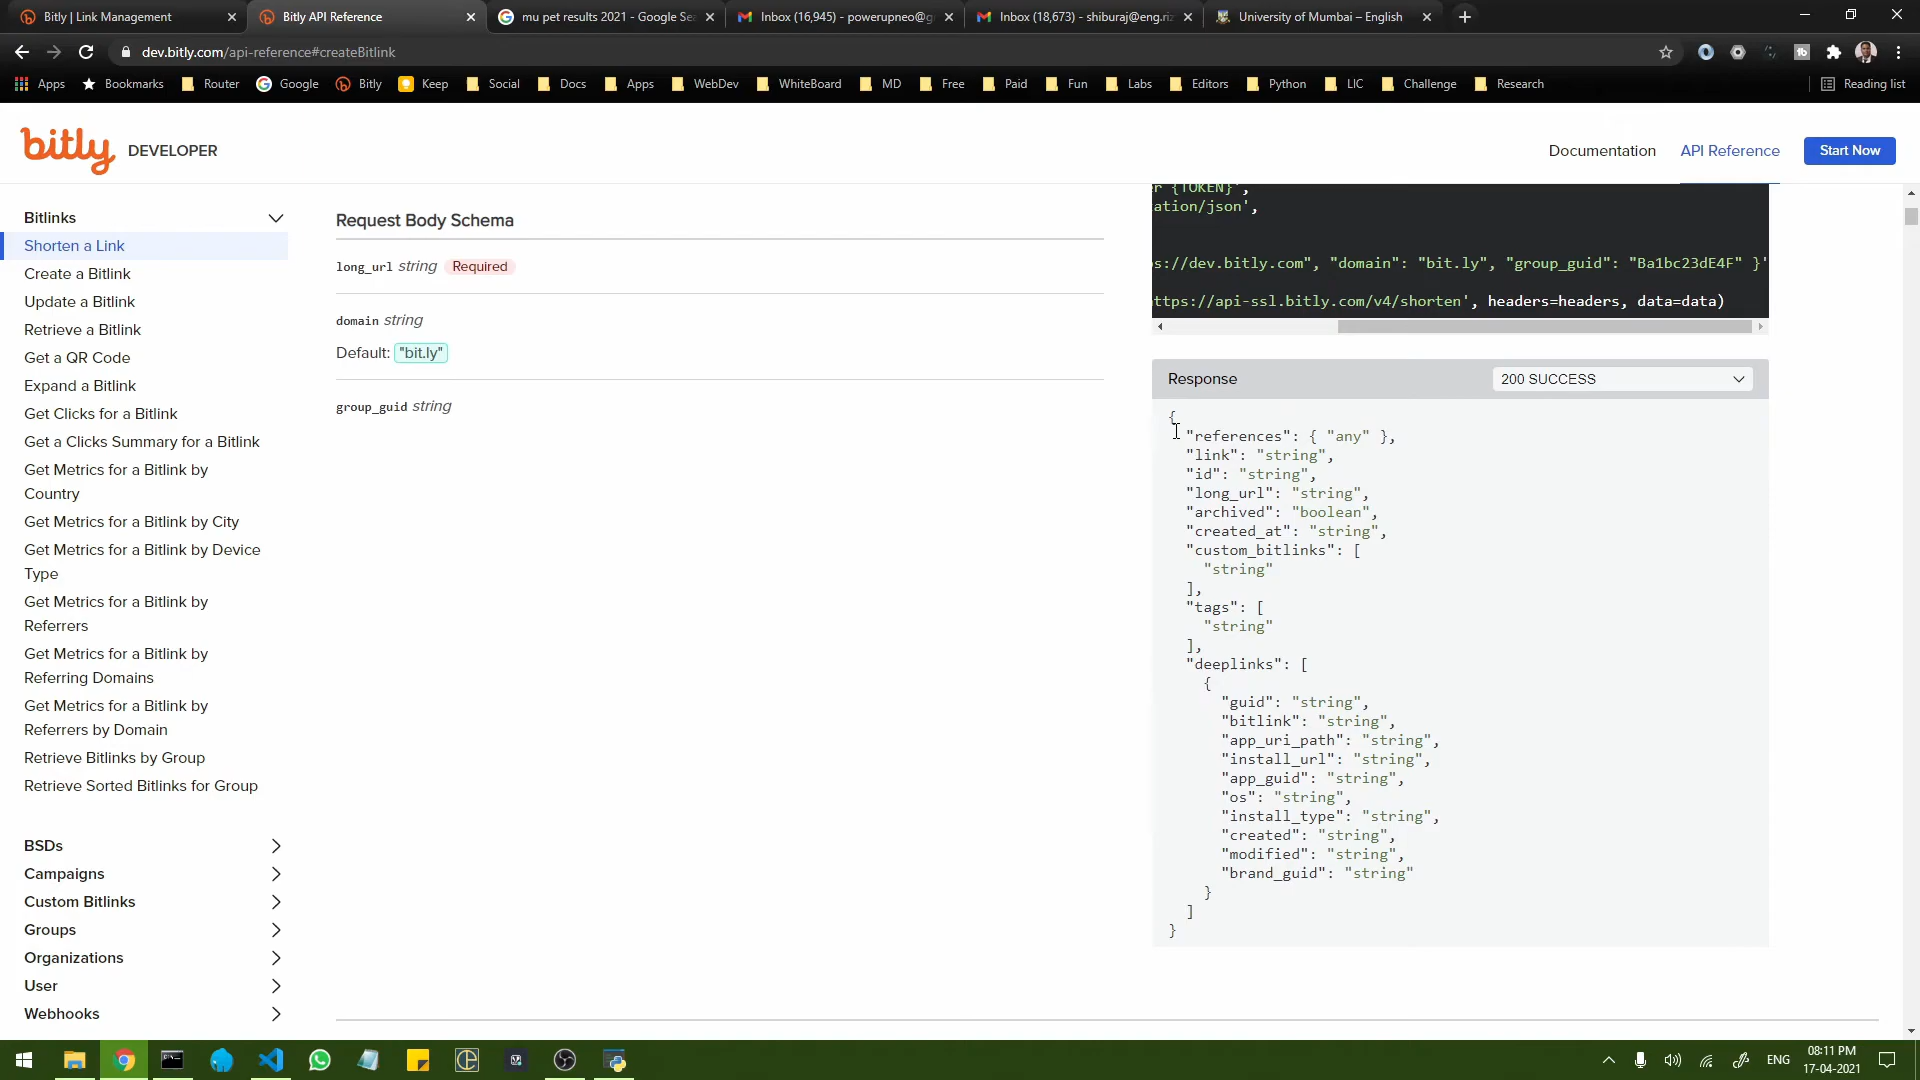 Bitly | Link Management
Bitly API Reference
mu pet results 2021 - Google Se
Inbox (16,945) - powerupneo@g
Inbox (18,673) - shiburaj@eng.ri
University of Mumbai – English
dev.bitly.com/api-reference#createBitlink
Apps
Bookmarks
Router
Google
Bitly
Keep
Social
Docs
Apps
WebDev
WhiteBoard
MD
Free
Paid
Fun
Labs
Editors
Python
LIC
Challenge
Research
Reading list
bitly DEVELOPER
Documentation
API Reference
Start Now
Bitlinks
Shorten a Link
Create a Bitlink
Update a Bitlink
Retrieve a Bitlink
Get a QR Code
Expand a Bitlink
Get Clicks for a Bitlink
Get a Clicks Summary for a Bitlink
Get Metrics for a Bitlink by
Country
Get Metrics for a Bitlink by City
Get Metrics for a Bitlink by Device
Type
Get Metrics for a Bitlink by
Referrers
Get Metrics for a Bitlink by
Referring Domains
Get Metrics for a Bitlink by
Referrers by Domain
Retrieve Bitlinks by Group
Retrieve Sorted Bitlinks for Group
BSDs
Campaigns
Custom Bitlinks
Groups
Organizations
User
Webhooks
Request Body Schema
long_url string Required
domain string
Default: "bit.ly"
group_guid string
er {TOKEN}',
ation/json',
s://dev.bitly.com", "domain": "bit.ly", "group_guid": "Ba1bc23dE4F" }'
ttps://api-ssl.bitly.com/v4/shorten', headers=headers, data=data)
Response
200 SUCCESS
{
"references": { "any" },
"link": "string",
"id": "string",
"long_url": "string",
"archived": "boolean",
"created_at": "string",
"custom_bitlinks": [
"string"
],
"tags": [
"string"
],
"deeplinks": [
{
"guid": "string",
"bitlink": "string",
"app_uri_path": "string",
"install_url": "string",
"app_guid": "string",
"os": "string",
"install_type": "string",
"created": "string",
"modified": "string",
"brand_guid": "string"
}
]
}
ENG
08:11 PM
17-04-2021